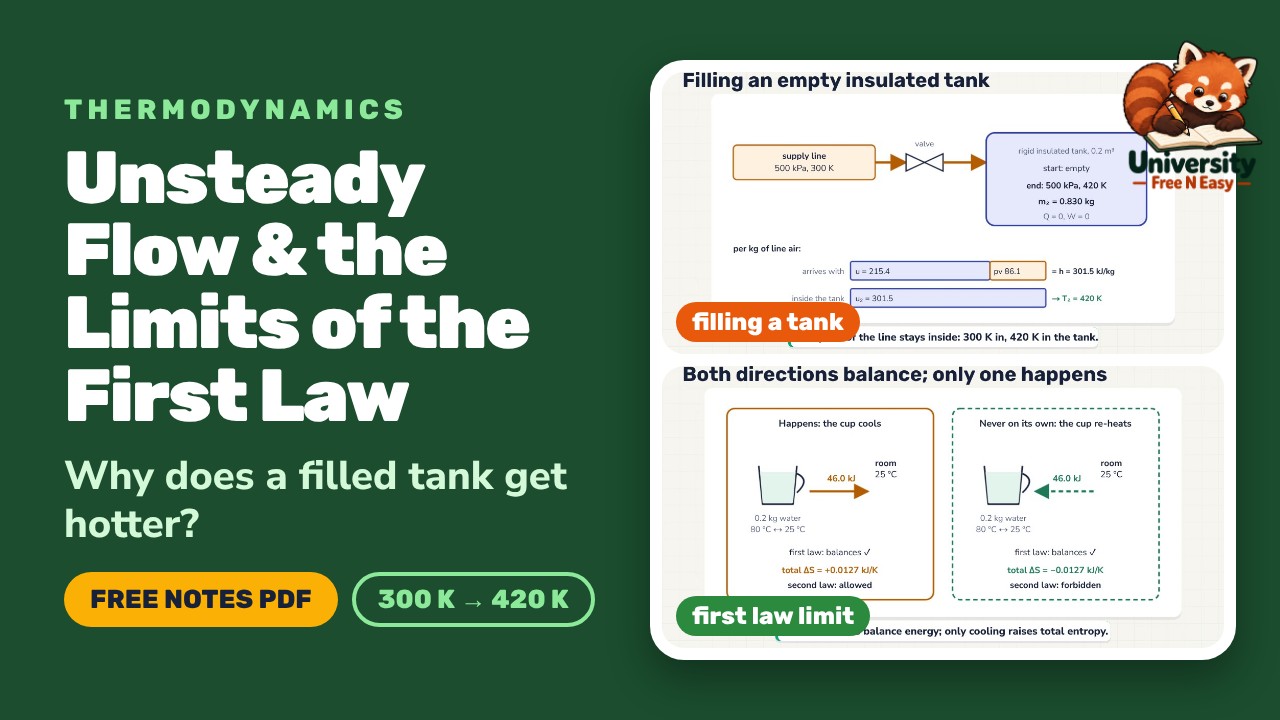 THERMODYNAMICS
Unsteady
Flow & the
Limits of the
First Law
Why does a filled tank get
hotter?
FREE NOTES PDF
300 K → 420 K
Filling an empty insulated tank
supply line
500 kPa, 300 K
valve
rigid insulated tank, 0.2 m³
start: empty
end: 500 kPa, 420 K
m₂ = 0.830 kg
Q = 0, W = 0
per kg of line air:
arrives with
u = 215.4
pv 86.1
= h = 301.5 kJ/kg
inside the tank
u₂ = 301.5
→ T₂ = 420 K
filling a tank
the line stays inside: 300 K in, 420 K in the tank.
Both directions balance; only one happens
Happens: the cup cools
46.0 kJ
room
25 °C
0.2 kg water
80 °C ↔ 25 °C
first law: balances ✓
total ΔS = +0.0127 kJ/K
second law: allowed
Never on its own: the cup re-heats
46.0 kJ
room
25 °C
0.2 kg water
80 °C ↔ 25 °C
first law: balances ✓
total ΔS = −0.0127 kJ/K
second law: forbidden
first law limit
balance energy; only cooling raises total entropy.
University
Free N Easy